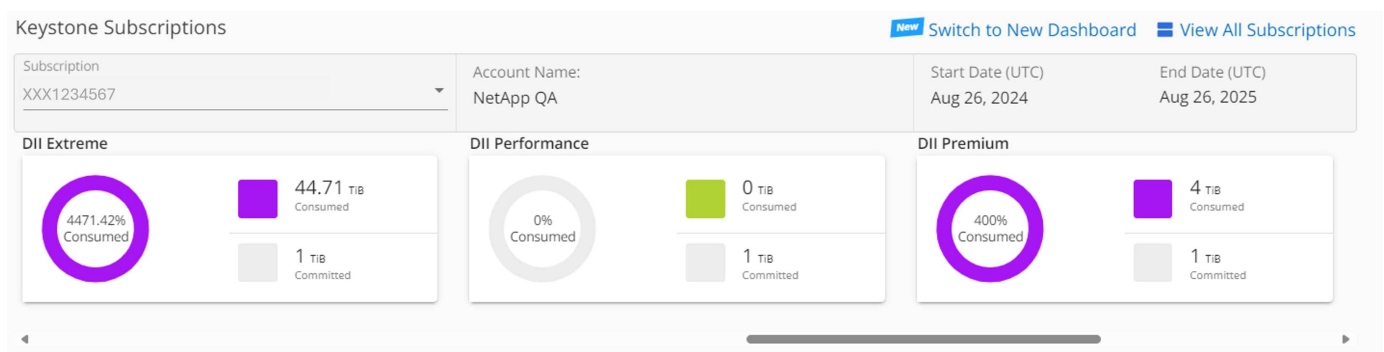 Keystone Subscriptions
New Switch to New Dashboard View All Subscriptions
Subscription
XXX1234567
Account Name:
NetApp QA
Start Date (UTC)
Aug 26, 2024
End Date (UTC)
Aug 26, 2025
DII Extreme
4471.42%
Consumed
44.71 TiB
Consumed
1 TiB
Committed
DII Performance
0%
Consumed
0 TiB
Consumed
1 TiB
Committed
DII Premium
400%
Consumed
4 TiB
Consumed
1 TiB
Committed